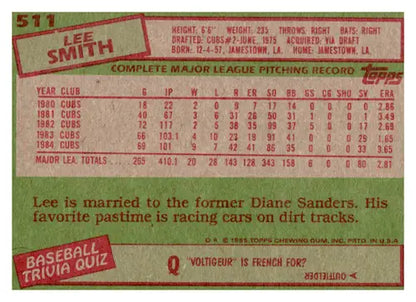 511
LEE
SMITH
HEIGHT: 6'6" WEIGHT: 235 THROWS: RIGHT BATS: RIGHT
DRAFTED: CUBS #2-JUNE, 1975 ACQUIRED: VIA DRAFT
BORN: 12-4-57, JAMESTOWN, LA. HOME: JAMESTOWN, LA.
COMPLETE MAJOR LEAGUE PITCHING RECORD
Topps
YEAR CLUB G IP W L R ER SO BB GS CG SHO SV ERA
1980 CUBS 18 22 2 0 9 7 17 14 0 0 0 0 2.86
1981 CUBS 40 67 3 6 31 26 50 31 1 0 0 1 3.49
1982 CUBS 72 117 2 5 38 35 99 37 5 0 0 17 2.69
1983 CUBS 66 103.1 4 10 23 19 91 41 0 0 0 29 1.65
1984 CUBS 69 101 9 7 42 41 86 35 0 0 0 33 3.65
MAJOR LEA. TOTALS 265 410.1 20 28 143 128 343 158 6 0 0 80 2.81
Lee is married to the former Diane Sanders. His
favorite pastime is racing cars on dirt tracks.
© 1985 TOPPS CHEWING GUM, INC. PRTD. IN U.S.A.
BASEBALL
TRIVIA QUIZ
Q "VOLTIGEUR" IS FRENCH FOR?
A OUTFIELDER